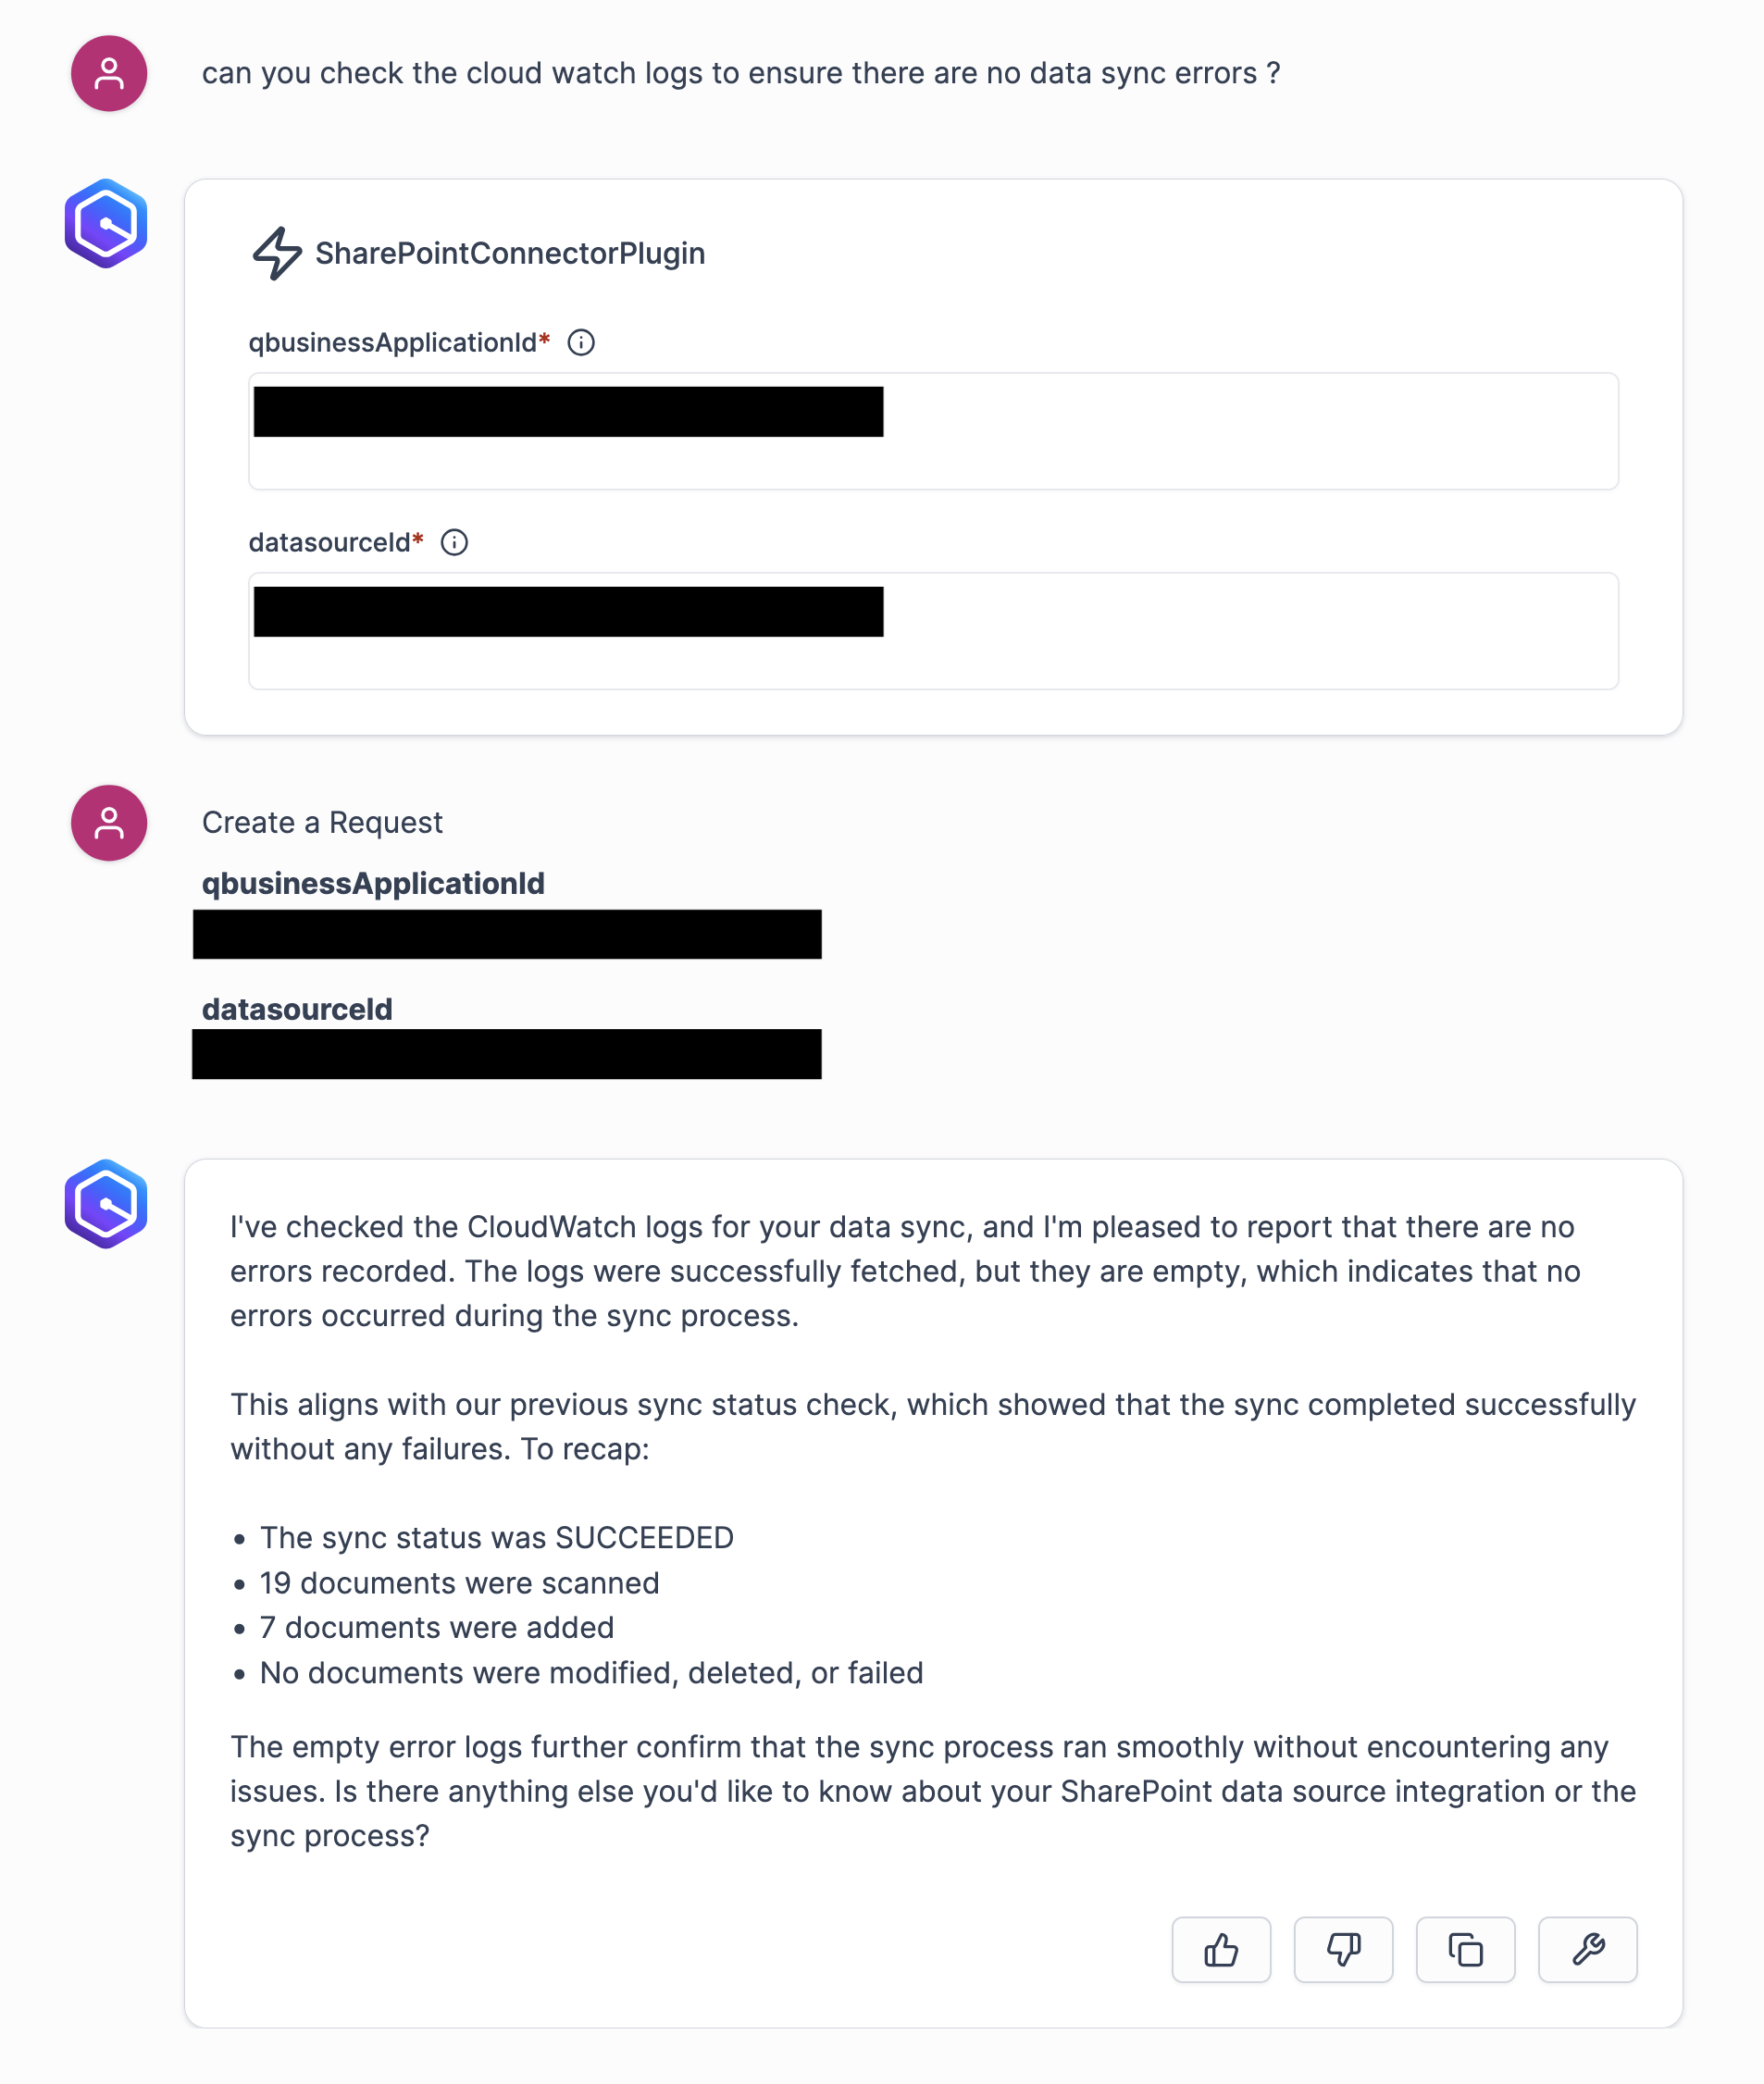 can you check the cloud watch logs to ensure there are no data sync errors ?
SharePointConnectorPlugin
qbusinessApplicationId*
datasourceId*
Create a Request
qbusinessApplicationId
datasourceId
I've checked the CloudWatch logs for your data sync, and I'm pleased to report that there are no
errors recorded. The logs were successfully fetched, but they are empty, which indicates that no
errors occurred during the sync process.
This aligns with our previous sync status check, which showed that the sync completed successfully
without any failures. To recap:
• The sync status was SUCCEEDED
• 19 documents were scanned
• 7 documents were added
• No documents were modified, deleted, or failed
The empty error logs further confirm that the sync process ran smoothly without encountering any
issues. Is there anything else you'd like to know about your SharePoint data source integration or the
sync process?